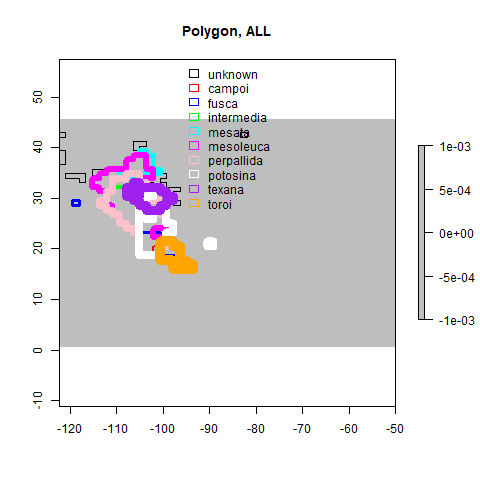 Polygon, ALL
unknown
campoi
fusca
intermedia
mesata
mesoleuca
perpallida
potosina
texana
toroi
50
40
30
20
10
0
-10
-120
-110
-100
-90
-80
-70
-60
-50
1e-03
5e-04
0e+00
-5e-04
-1e-03